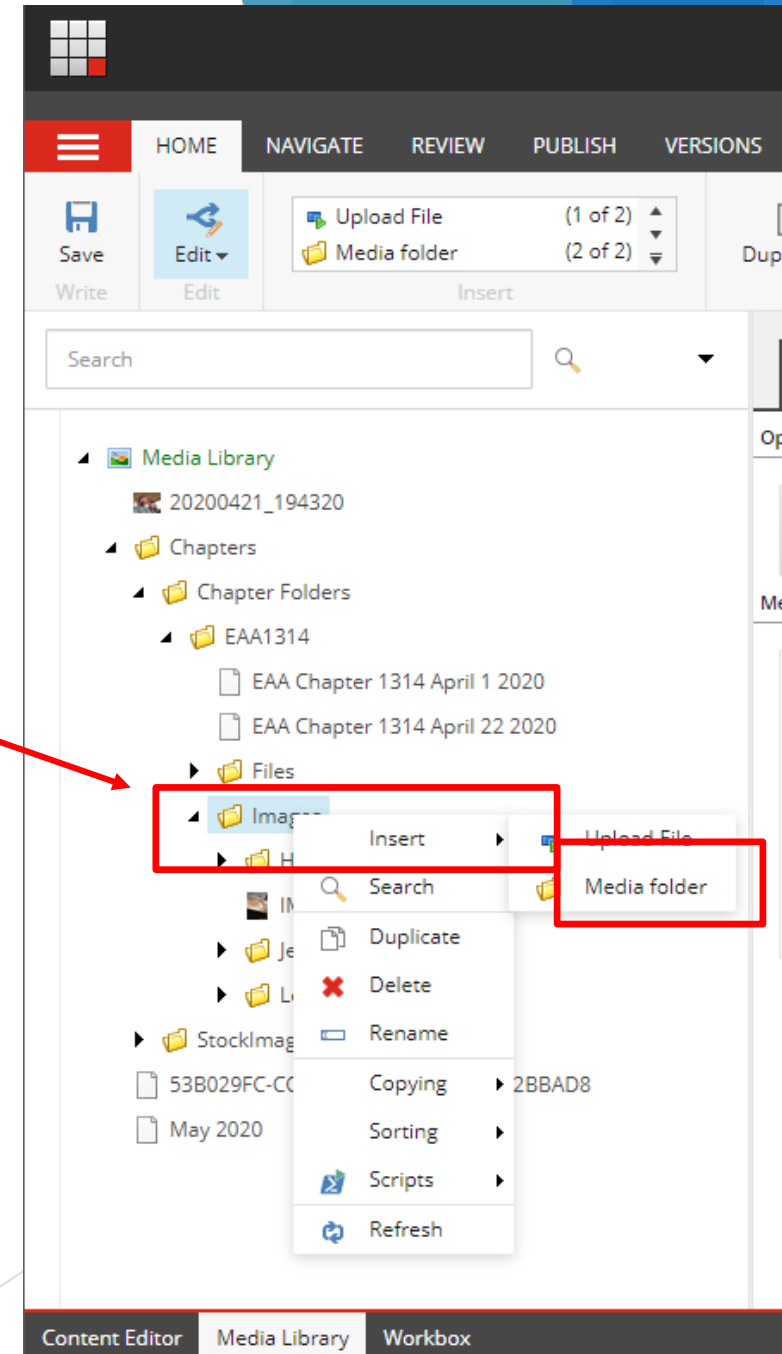 HOME NAVIGATE REVIEW PUBLISH VERSIONS
Upload File (1 of 2)
Save Edit Media folder (2 of 2)
Write Edit Insert
Search
Media Library
20200421_194320
Chapters
Chapter Folders
EAA1314
EAA Chapter 1314 April 1 2020
EAA Chapter 1314 April 22 2020
Files
Images
Insert Upload File
Search Media folder
Duplicate
Delete
Rename
Copying 2BBAD8
Sorting
May 2020
Scripts
Refresh
Content Editor Media Library Workbox